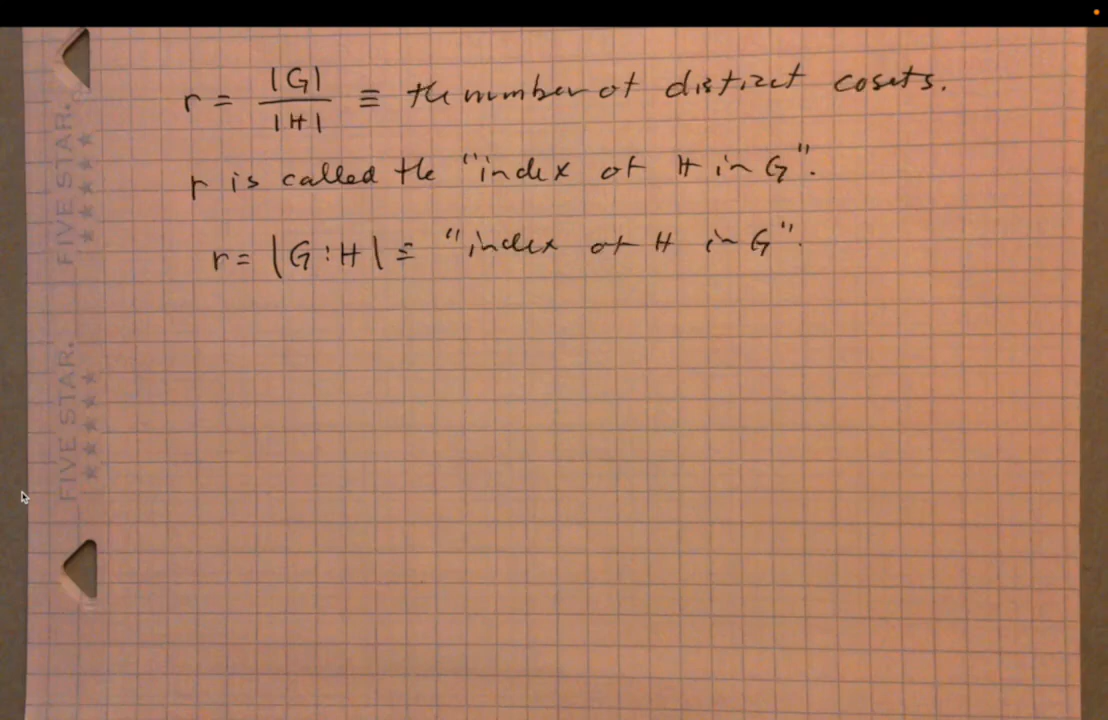 r = |G| / |H| ≡ the number of distinct cosets.
r is called the "index of H in G".
r = |G : H| ≡ "index of H in G".
FIVE STAR.
★★★★★
FIVE STAR.
★★★★★